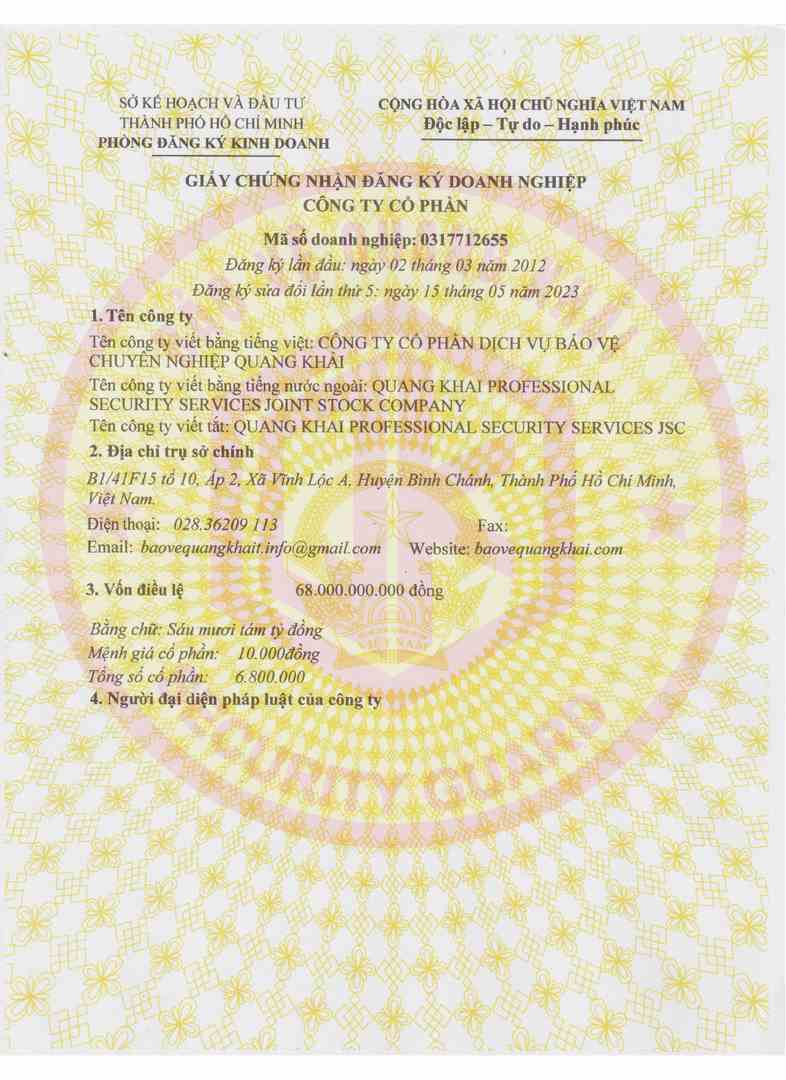 SỞ KẾ HOẠCH VÀ ĐẦU TƯ
THÀNH PHỐ HỒ CHÍ MINH
PHÒNG ĐĂNG KÝ KINH DOANH
CỘNG HÒA XÃ HỘI CHỦ NGHĨA VIỆT NAM
Độc lập – Tự do – Hạnh phúc
GIẤY CHỨNG NHẬN ĐĂNG KÝ DOANH NGHIỆP
CÔNG TY CỔ PHẦN
Mã số doanh nghiệp: 0317712655
Đăng ký lần đầu: ngày 02 tháng 03 năm 2012
Đăng ký sửa đổi lần thứ 5: ngày 15 tháng 05 năm 2023
1. Tên công ty
Tên công ty viết bằng tiếng việt: CÔNG TY CỔ PHẦN DỊCH VỤ BẢO VỆ
CHUYÊN NGHIỆP QUANG KHẢI
Tên công ty viết bằng tiếng nước ngoài: QUANG KHAI PROFESSIONAL
SECURITY SERVICES JOINT STOCK COMPANY
Tên công ty viết tắt: QUANG KHAI PROFESSIONAL SECURITY SERVICES JSC
2. Địa chỉ trụ sở chính
B1/41F15 tổ 10, Ấp 2, Xã Vĩnh Lộc A, Huyện Bình Chánh, Thành Phố Hồ Chí Minh,
Việt Nam.
Điện thoại: 028.36209 113 Fax:
Email: baovequangkhait.info@gmail.com Website: baovequangkhai.com
3. Vốn điều lệ 68.000.000.000 đồng
Bằng chữ: Sáu mươi tám tỷ đồng
Mệnh giá cổ phần: 10.000đồng
Tổng số cổ phần: 6.800.000
4. Người đại diện pháp luật của công ty
SECURITY GUARD